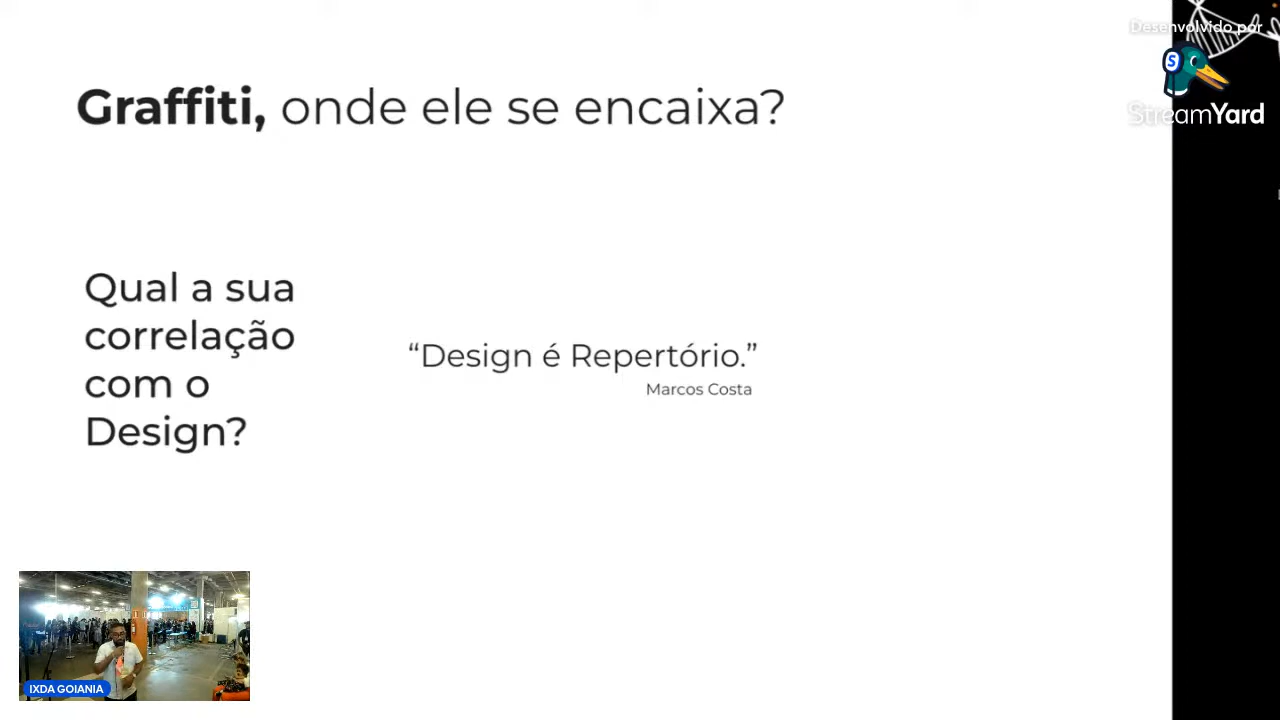 Desenvolvido por
StreamYard
Graffiti, onde ele se encaixa?
Qual a sua
correlação
com o
Design?
“Design é Repertório.”
Marcos Costa
IXDA GOIANIA